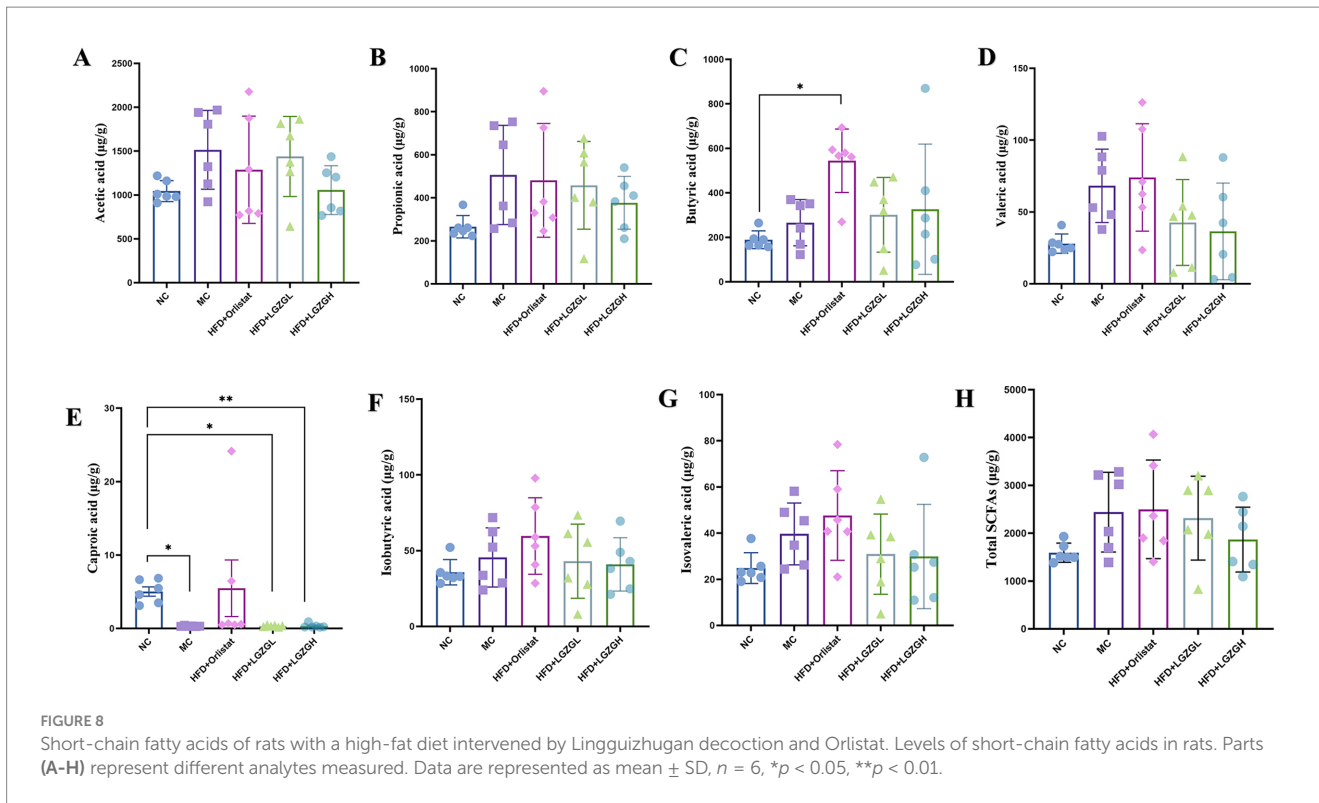 A
Acetic acid (µg/g)
2500
2000
1500
1000
500
0
NC
MC
HFD+Orlistat
HFD+LGZGL
HFD+LGZGH
B
Propionic acid (µg/g)
1000
800
600
400
200
0
NC
MC
HFD+Orlistat
HFD+LGZGL
HFD+LGZGH
C
Butyric acid (µg/g)
1000
800
600
400
200
0
*
NC
MC
HFD+Orlistat
HFD+LGZGL
HFD+LGZGH
D
Valeric acid (µg/g)
150
100
50
0
NC
MC
HFD+Orlistat
HFD+LGZGL
HFD+LGZGH
E
Caproic acid (µg/g)
30
20
10
0
**
*
*
NC
MC
HFD+Orlistat
HFD+LGZGL
HFD+LGZGH
F
Isobutyric acid (µg/g)
150
100
50
0
NC
MC
HFD+Orlistat
HFD+LGZGL
HFD+LGZGH
G
Isovaleric acid (µg/g)
100
80
60
40
20
0
NC
MC
HFD+Orlistat
HFD+LGZGL
HFD+LGZGH
H
Total SCFAs (µg/g)
5000
4000
3000
2000
1000
0
NC
MC
HFD+Orlistat
HFD+LGZGL
HFD+LGZGH
FIGURE 8
Short-chain fatty acids of rats with a high-fat diet intervened by Lingguizhugan decoction and Orlistat. Levels of short-chain fatty acids in rats. Parts
(A-H) represent different analytes measured. Data are represented as mean ± SD, n = 6, *p < 0.05, **p < 0.01.